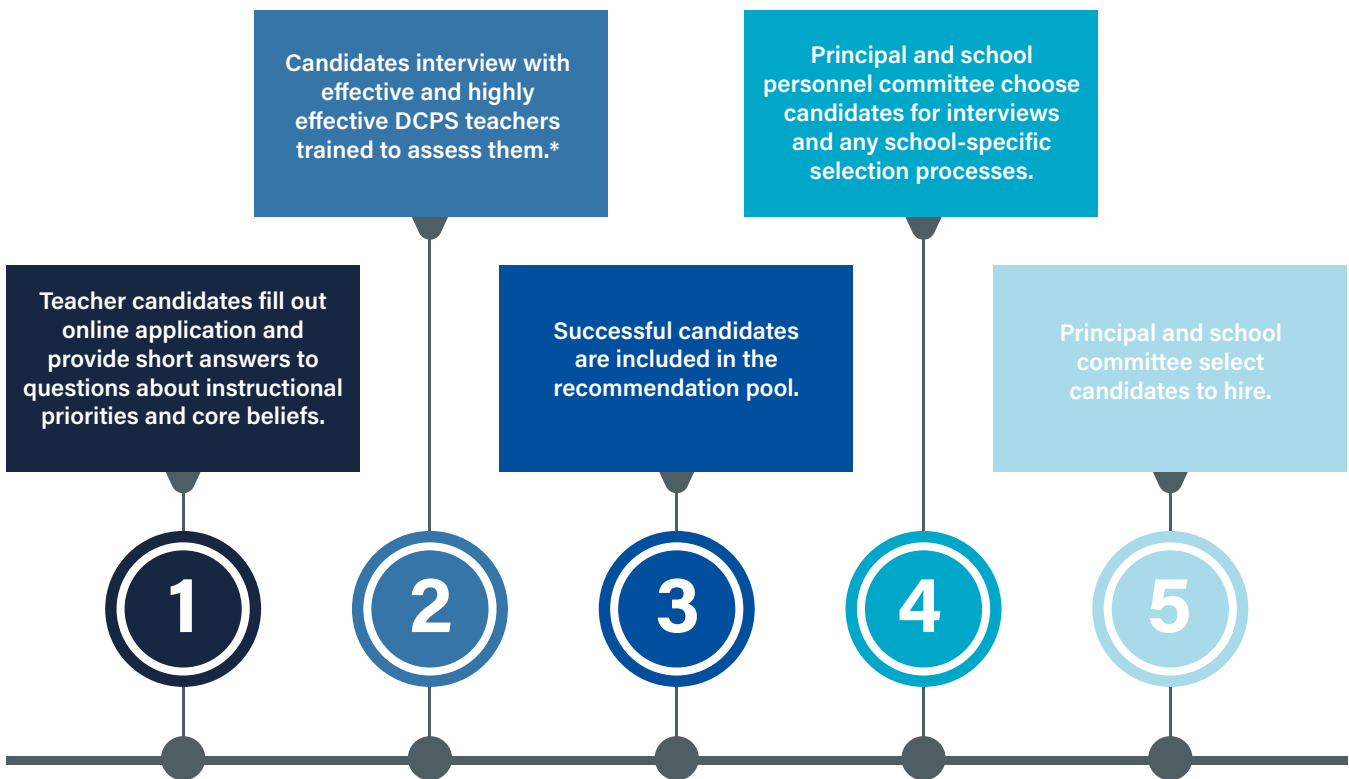 Teacher candidates fill out
online application and
provide short answers to
questions about instructional
priorities and core beliefs.
1
Candidates interview with
effective and highly
effective DCPS teachers
trained to assess them.*
2
Successful candidates
are included in the
recommendation pool.
3
Principal and school
personnel committee choose
candidates for interviews
and any school-specific
selection processes.
4
Principal and school
committee select
candidates to hire.
5